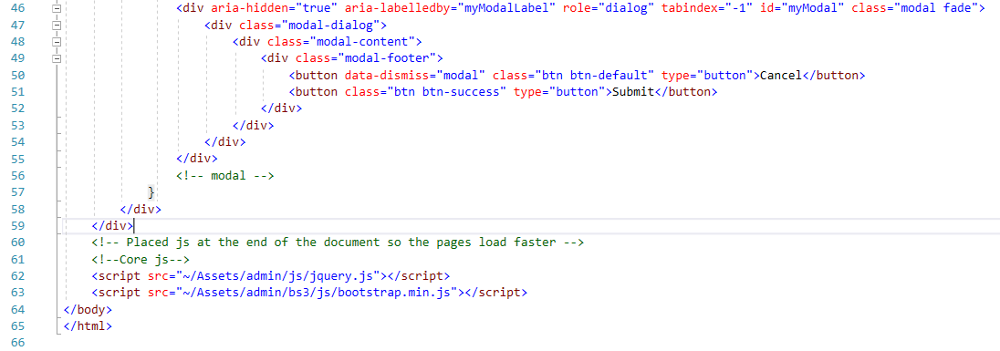 46 <div aria-hidden="true" aria-labelledby="myModalLabel" role="dialog" tabindex="-1" id="myModal" class="modal fade">
47 <div class="modal-dialog">
48 <div class="modal-content">
49 <div class="modal-footer">
50 <button data-dismiss="modal" class="btn btn-default" type="button">Cancel</button>
51 <button class="btn btn-success" type="button">Submit</button>
52 </div>
53 </div>
54 </div>
55 </div>
56 <!-- modal -->
57 }
58 </div>
59 </div>
60 <!-- Placed js at the end of the document so the pages load faster -->
61 <!--Core js-->
62 <script src="~/Assets/admin/js/jquery.js"></script>
63 <script src="~/Assets/admin/bs3/js/bootstrap.min.js"></script>
64 </body>
65 </html>
66